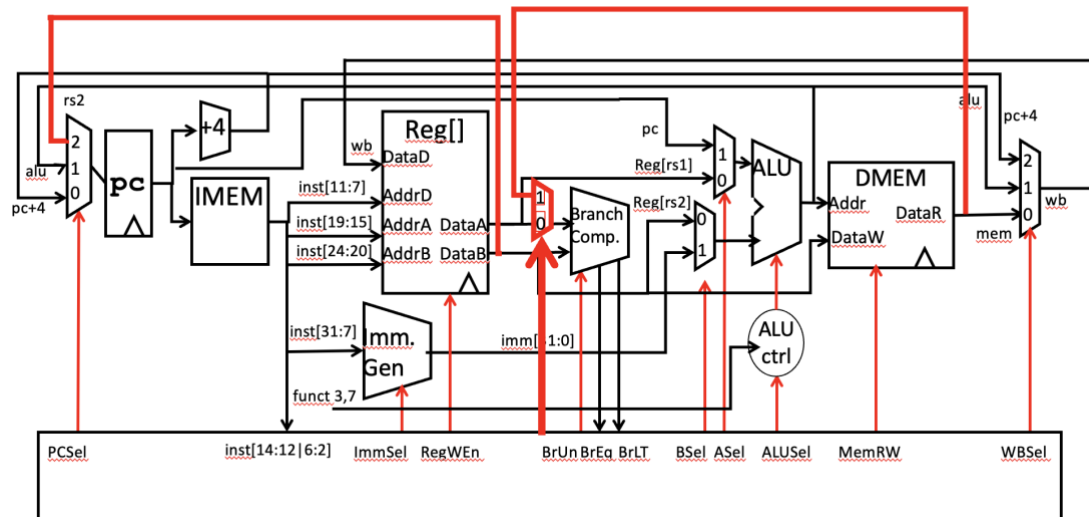 rs2
2
1
0
alu
pc+4
pc
+4
IMEM
inst[11:7]
inst[19:15]
inst[24:20]
Reg[]
wb
DataD
AddrD
AddrA
AddrB
DataA
DataB
1
0
Branch
Comp.
inst[31:7]
Imm.
Gen
imm[31:0]
funct 3,7
pc
Reg[rs1]
1
0
Reg[rs2]
0
1
ALU
ALU
ctrl
DMEM
Addr
DataR
DataW
mem
alu
pc+4
2
1
0
wb
PCSel
inst[14:12|6:2]
ImmSel
RegWEn
BrUn
BrEq
BrLT
BSel
ASel
ALUSel
MemRW
WBSel